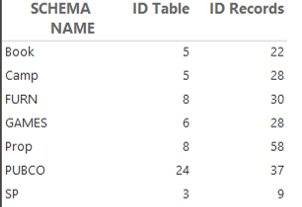 SCHEMA NAME ID Table ID Records
Book 5 22
Camp 5 28
FURN 8 30
GAMES 6 28
Prop 8 58
PUBCO 24 37
SP 3 9